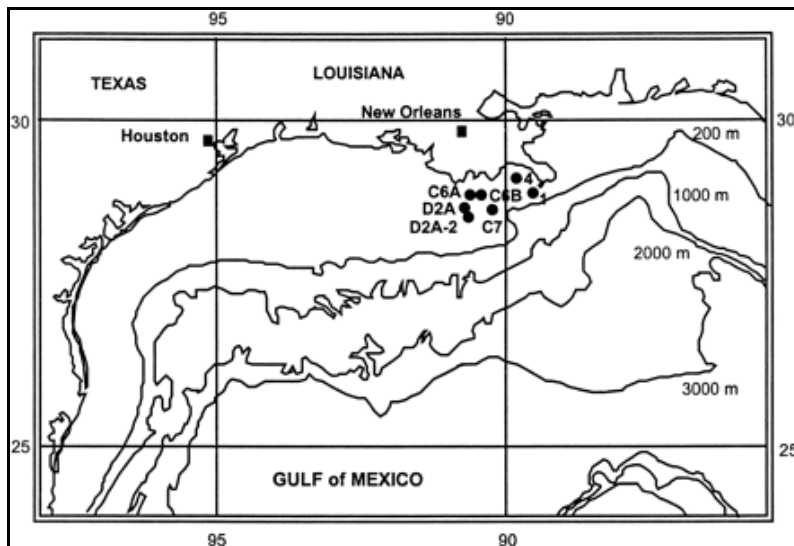 95
90
TEXAS
LOUISIANA
30
30
New Orleans
Houston
200 m
4
C6A
C6B
1
1000 m
D2A
D2A-2
C7
2000 m
3000 m
25
25
GULF of MEXICO
95
90